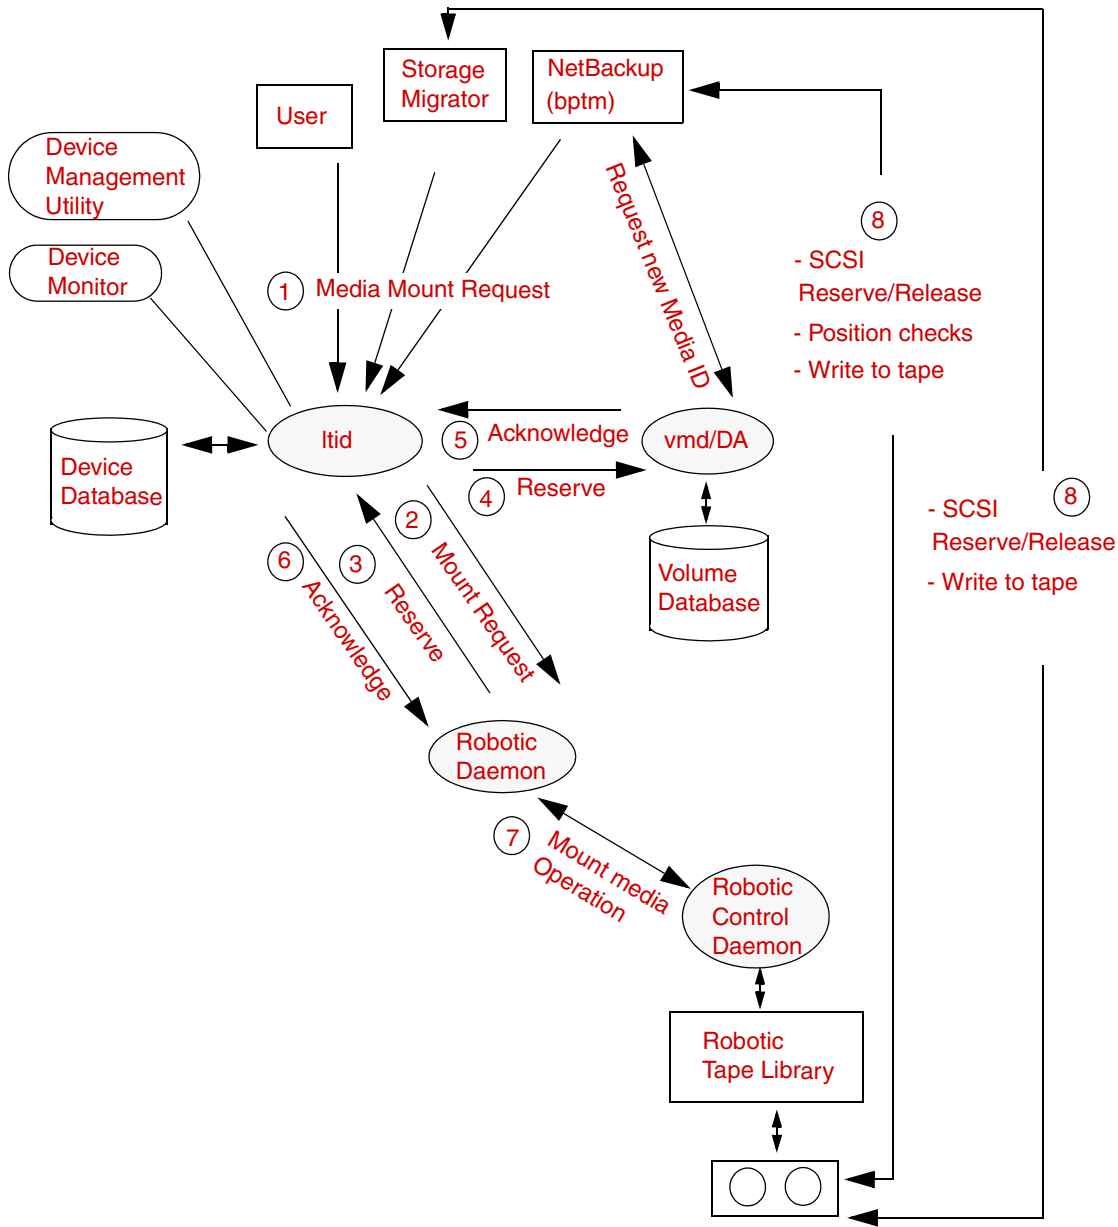 Storage
Migrator
NetBackup
(bptm)
User
Device
Management
Utility
Device
Monitor
1 Media Mount Request
Request new Media ID
8
- SCSI
Reserve/Release
- Position checks
- Write to tape
ltid
5 Acknowledge
4 Reserve
vmd/DA
Device
Database
Volume
Database
8
- SCSI
Reserve/Release
- Write to tape
2 Mount Request
3 Reserve
6 Acknowledge
Robotic
Daemon
7 Mount media
Operation
Robotic
Control
Daemon
Robotic
Tape Library